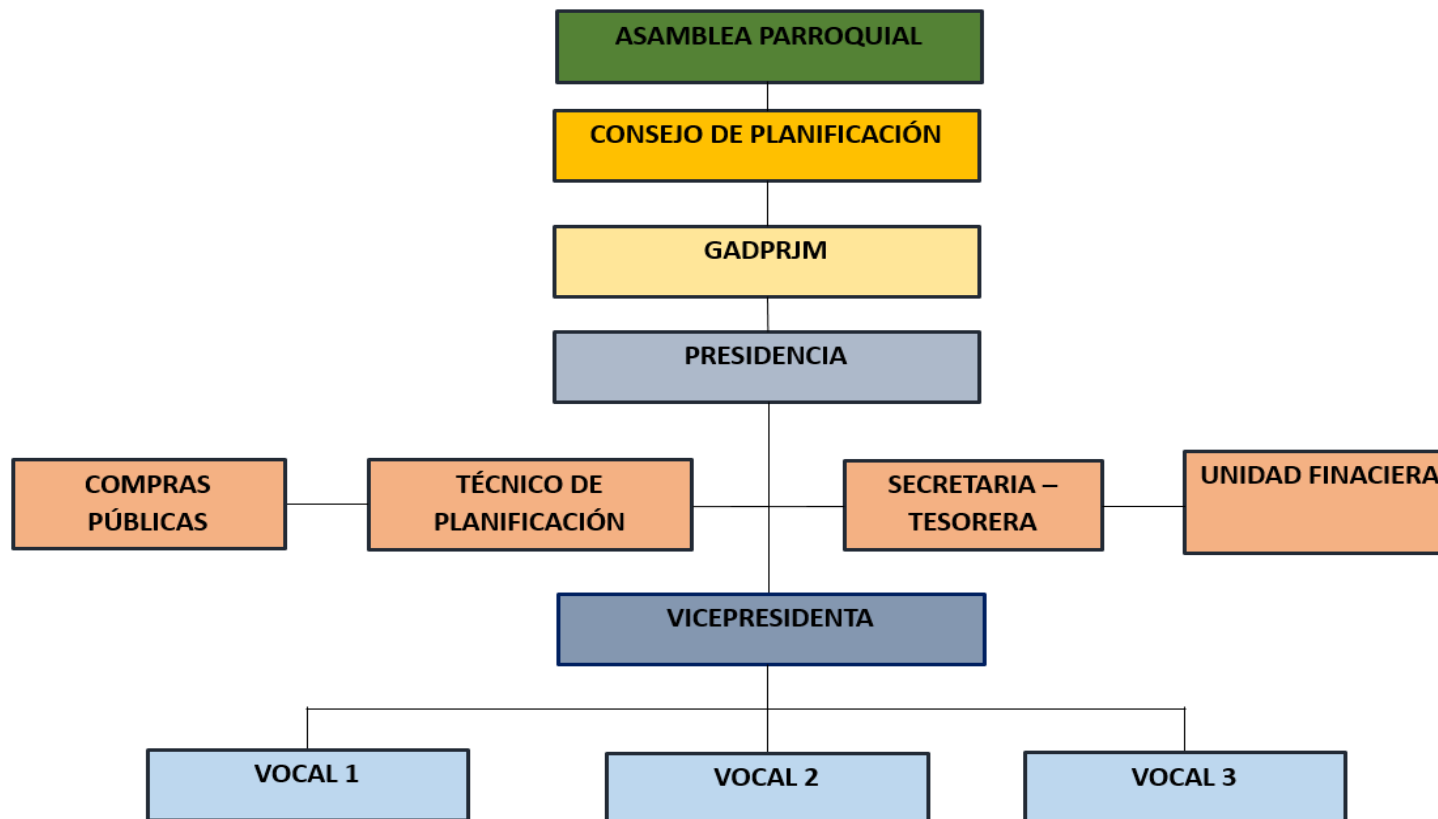 ASAMBLEA PARROQUIAL
CONSEJO DE PLANIFICACIÓN
GADPRJM
PRESIDENCIA
COMPRAS
PÚBLICAS
TÉCNICO DE
PLANIFICACIÓN
SECRETARIA –
TESORERA
UNIDAD FINACIERA
VICEPRESIDENTA
VOCAL 1
VOCAL 2
VOCAL 3